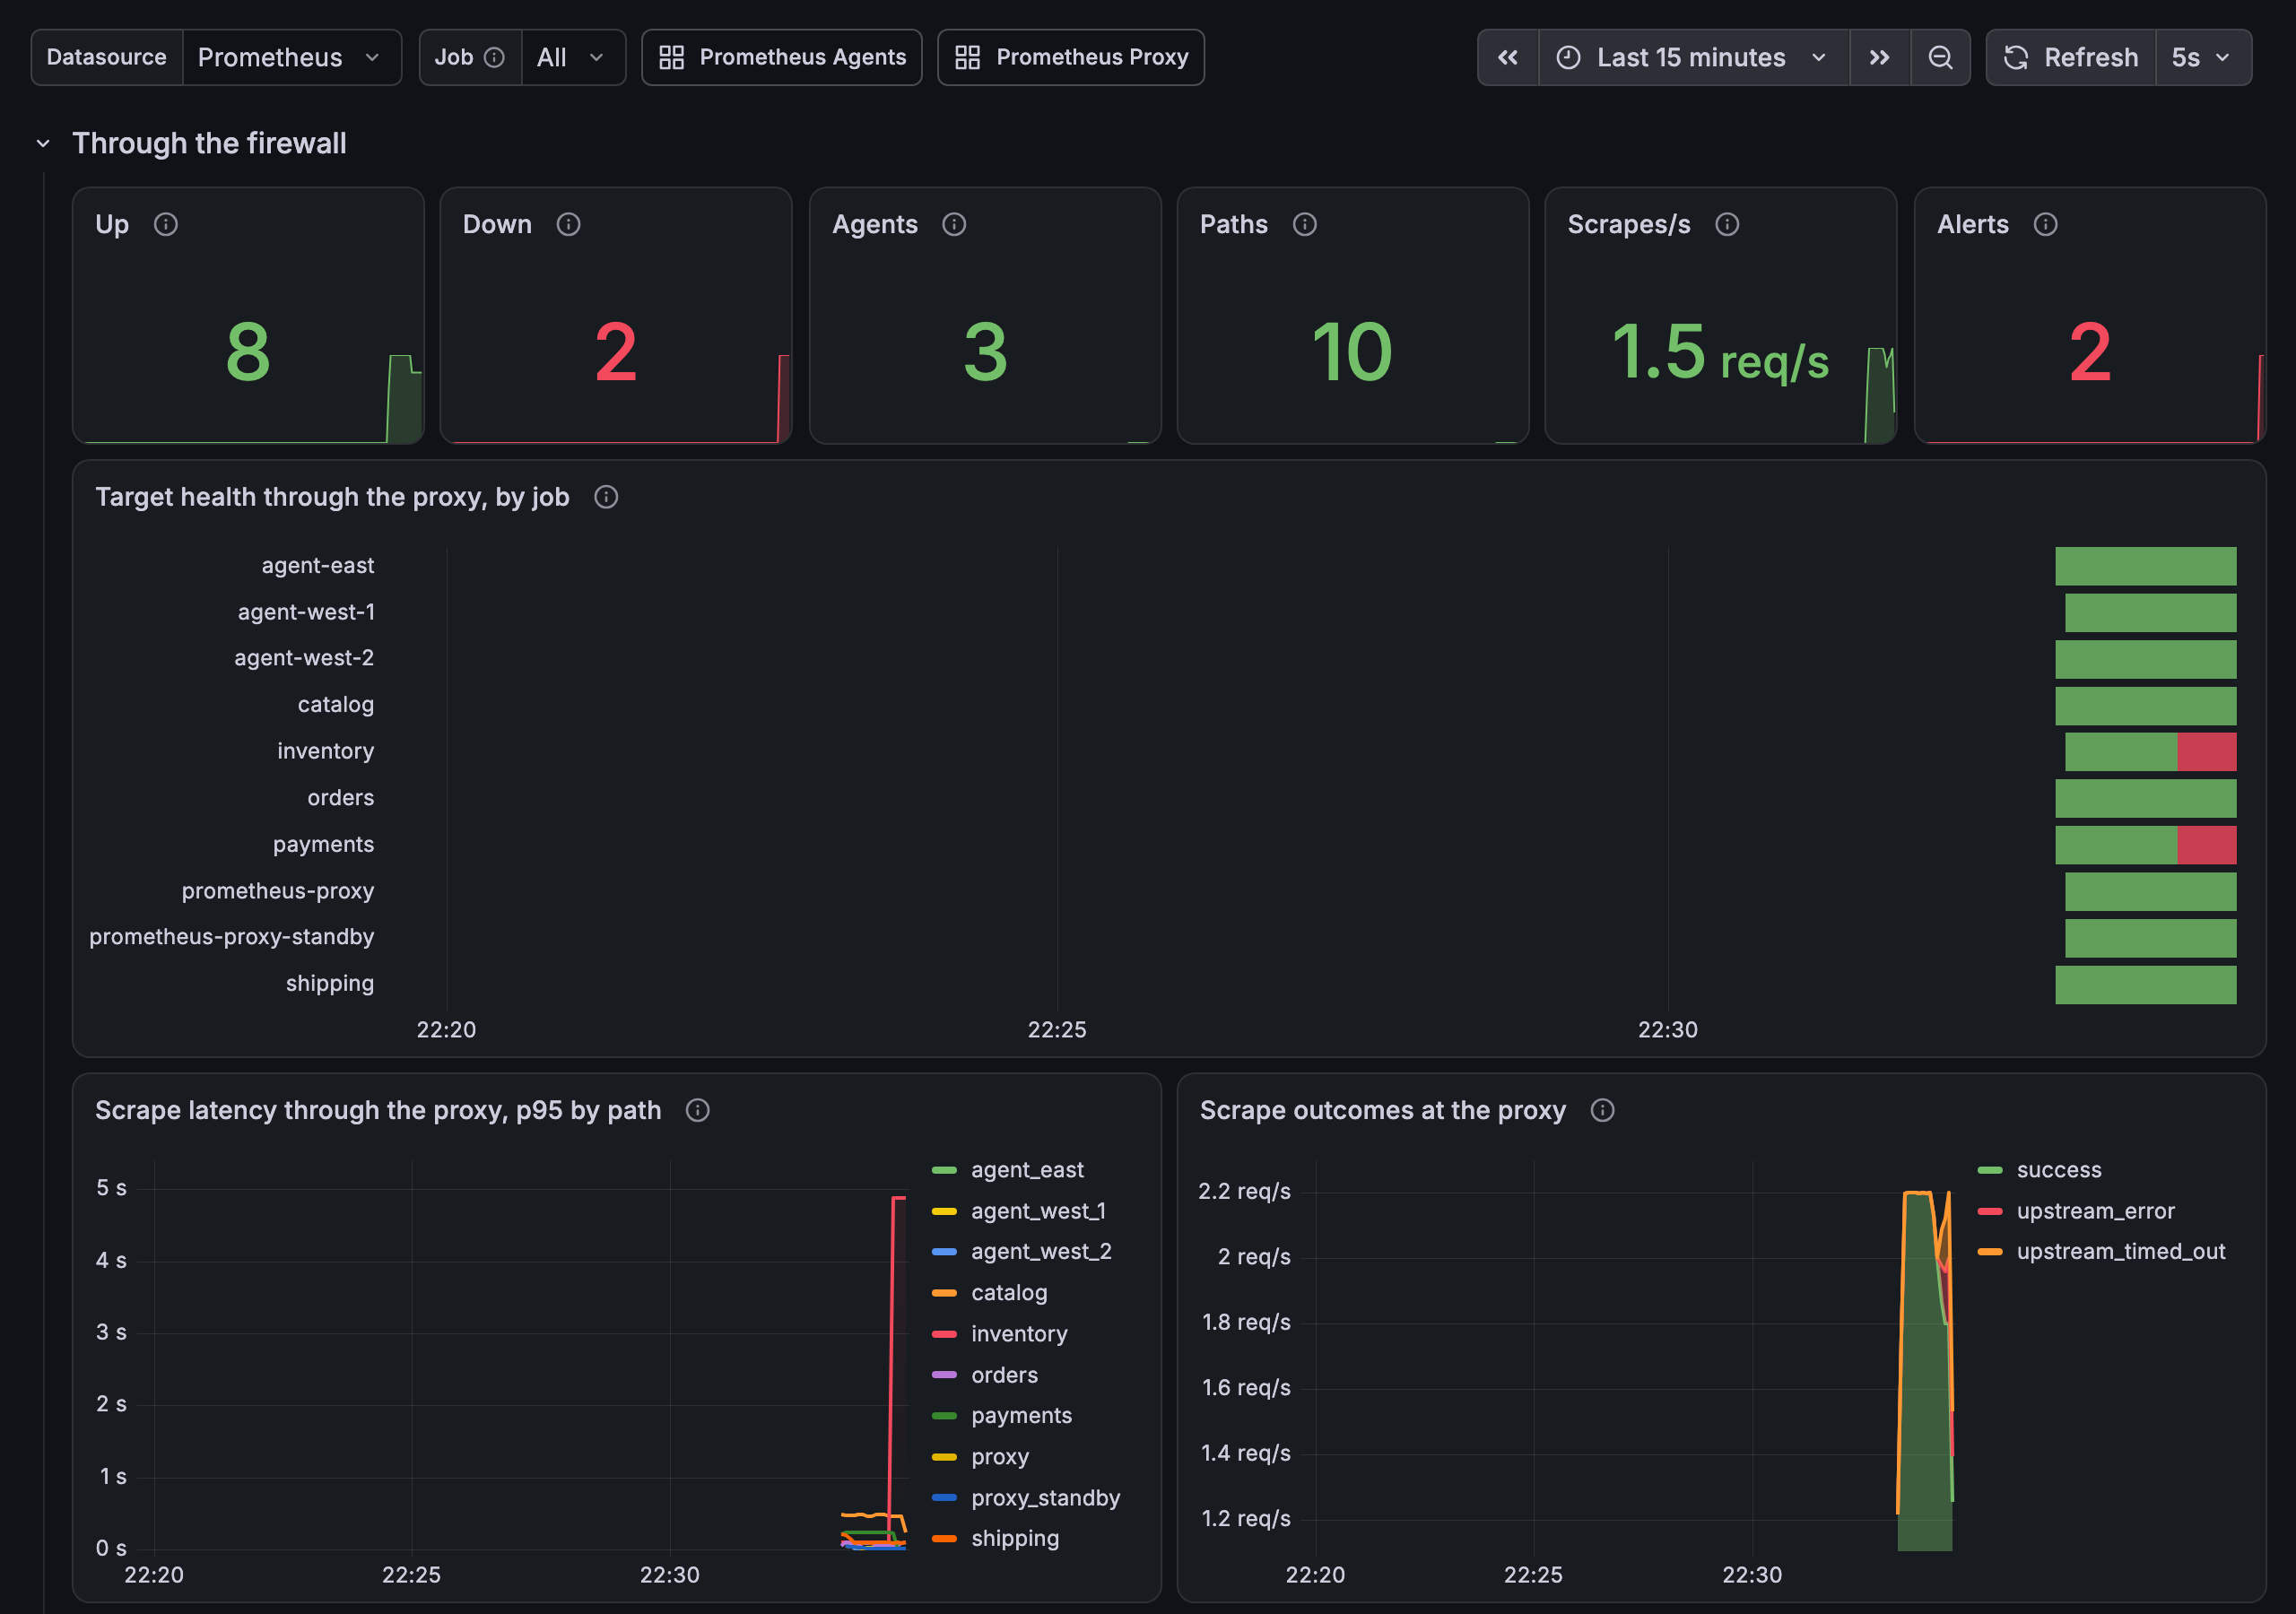 Datasource Prometheus Job All Prometheus Agents Prometheus Proxy Last 15 minutes Refresh 5s
Through the firewall
Up Down Agents Paths Scrapes/s Alerts
8 2 3 10 1.5 req/s 2
Target health through the proxy, by job
agent-east
agent-west-1
agent-west-2
catalog
inventory
orders
payments
prometheus-proxy
prometheus-proxy-standby
shipping
22:20 22:25 22:30
Scrape latency through the proxy, p95 by path
5 s
4 s
3 s
2 s
1 s
0 s
22:20 22:25 22:30
agent_east
agent_west_1
agent_west_2
catalog
inventory
orders
payments
proxy
proxy_standby
shipping
Scrape outcomes at the proxy
2.2 req/s
2 req/s
1.8 req/s
1.6 req/s
1.4 req/s
1.2 req/s
22:20 22:25 22:30
success
upstream_error
upstream_timed_out